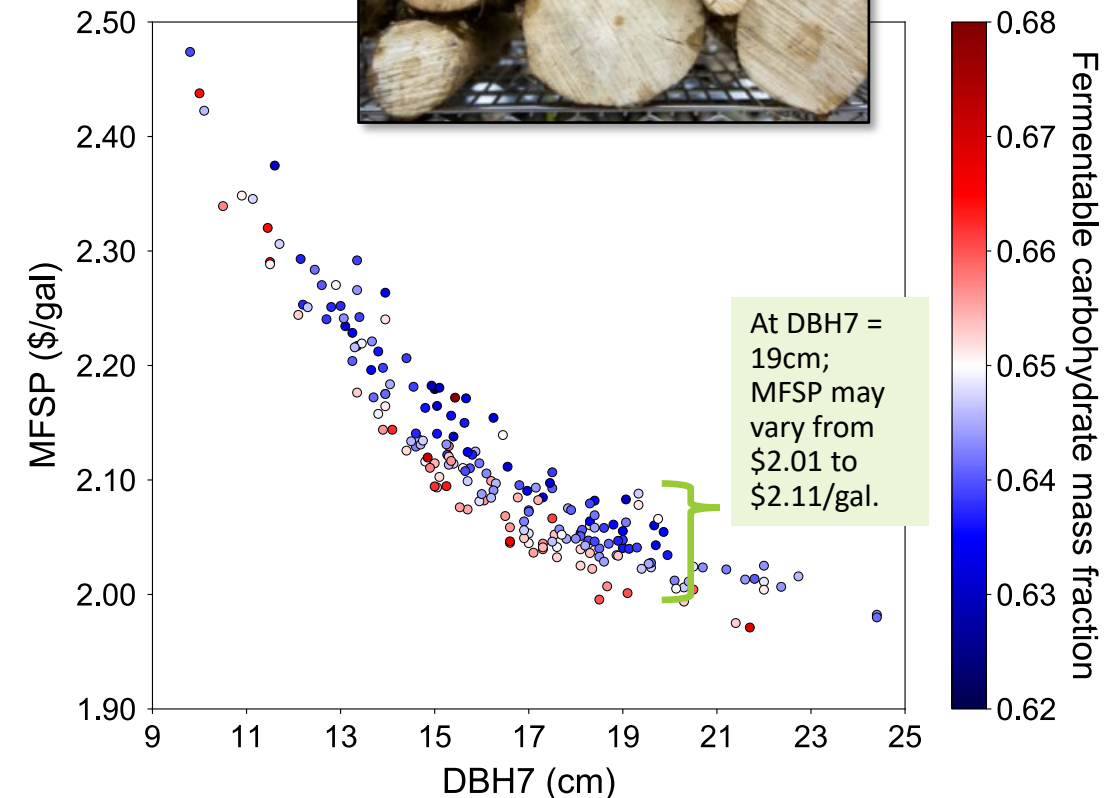 2.50
2.40
2.30
2.20
2.10
2.00
1.90
MFSP ($/gal)
9 11 13 15 17 19 21 23 25
DBH7 (cm)
At DBH7 =
19cm;
MFSP may
vary from
$2.01 to
$2.11/gal.
0.68
0.67
0.66
0.65
0.64
0.63
0.62
Fermentable carbohydrate mass fraction